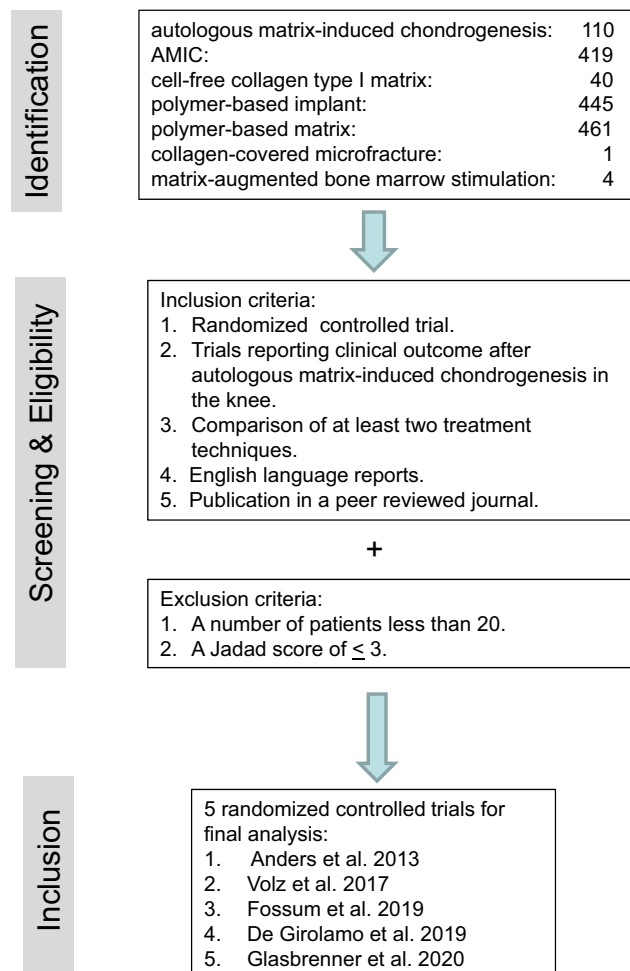 Identification
autologous matrix-induced chondrogenesis: 110
AMIC: 419
cell-free collagen type I matrix: 40
polymer-based implant: 445
polymer-based matrix: 461
collagen-covered microfracture: 1
matrix-augmented bone marrow stimulation: 4
Screening & Eligibility
Inclusion criteria:
1. Randomized controlled trial.
2. Trials reporting clinical outcome after
autologous matrix-induced chondrogenesis in
the knee.
3. Comparison of at least two treatment
techniques.
4. English language reports.
5. Publication in a peer reviewed journal.
+
Exclusion criteria:
1. A number of patients less than 20.
2. A Jadad score of ≤ 3.
Inclusion
5 randomized controlled trials for
final analysis:
1. Anders et al. 2013
2. Volz et al. 2017
3. Fossum et al. 2019
4. De Girolamo et al. 2019
5. Glasbrenner et al. 2020